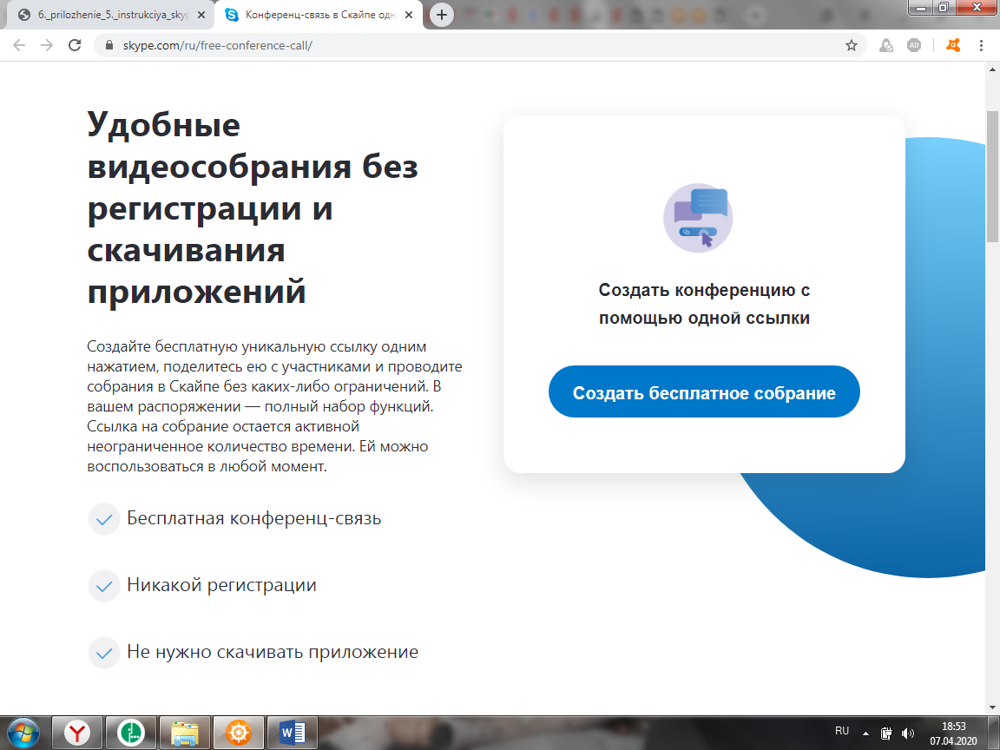 6._prilozhenie_5._instrukciya_sky
Конференц-связь в Скайпе одн
skype.com/ru/free-conference-call/
Удобные
видеособрания без
регистрации и
скачивания
приложений
Создайте бесплатную уникальную ссылку одним
нажатием, поделитесь ею с участниками и проводите
собрания в Скайпе без каких-либо ограничений. В
вашем распоряжении — полный набор функций.
Ссылка на собрание остается активной
неограниченное количество времени. Ей можно
воспользоваться в любой момент.
Бесплатная конференц-связь
Никакой регистрации
Не нужно скачивать приложение
Создать конференцию с
помощью одной ссылки
Создать бесплатное собрание
RU
18:53
07.04.2020